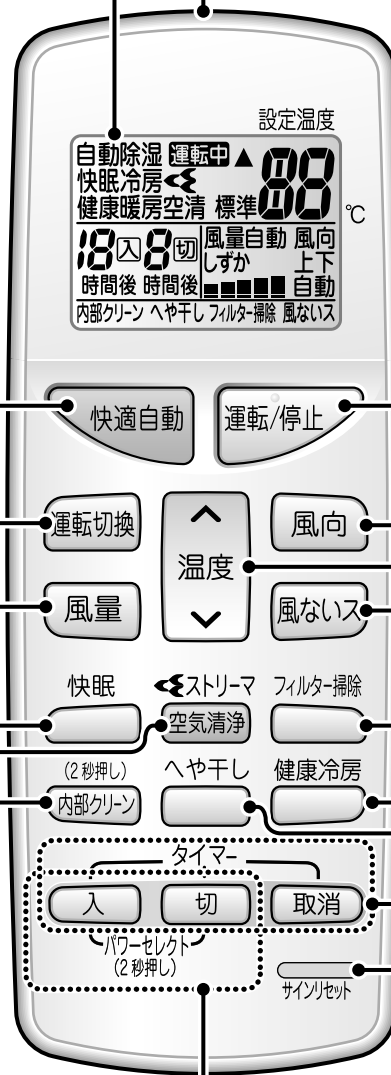 設定温度
自動除湿 運転中 ▲ 88 ℃
快眠冷房
健康暖房空清 標準
18入 8切 風量自動 風向
しずか 上下
時間後 時間後 自動
内部クリーン へや干し フィルター掃除 風ないス
快適自動 運転/停止
運転切換 温度 風向
風量 風ないス
快眠 ストリーマ フィルター掃除
空気清浄
(2秒押し) へや干し 健康冷房
内部クリーン
タイマー
入 切 取消
パワーセレクト
(2秒押し)
サインリセット